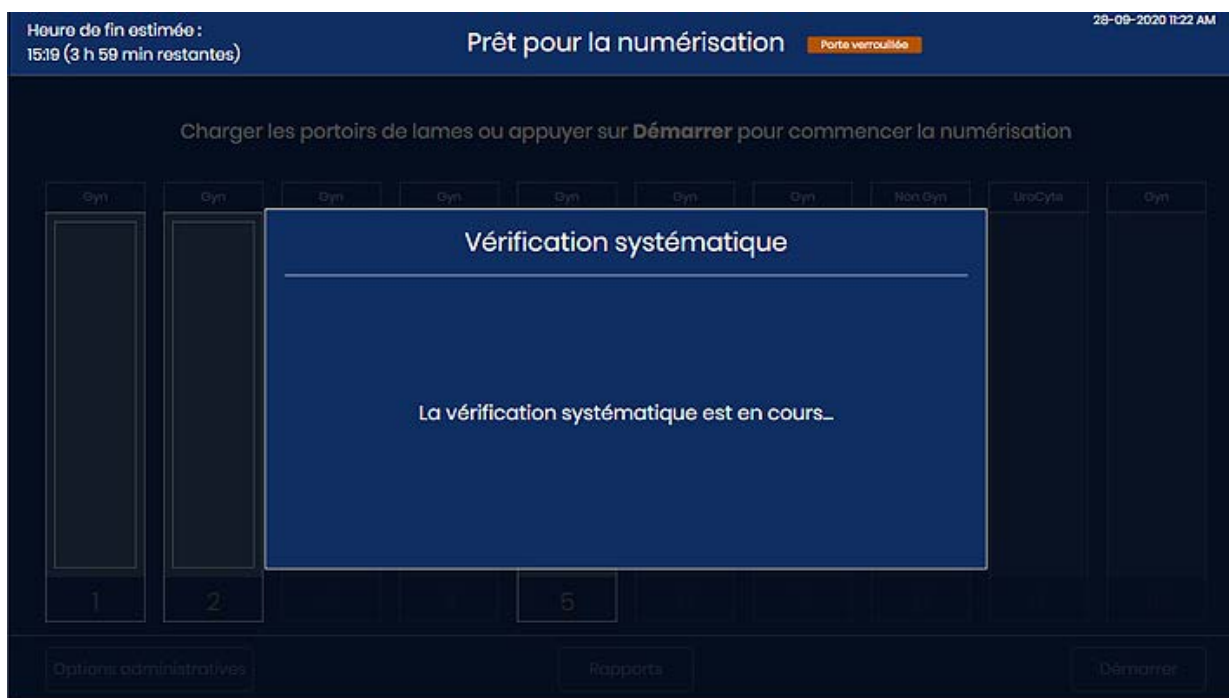 Heure de fin estimée :
15:19 (3 h 59 min restantes)
Prêt pour la numérisation
Porte verrouillée
28-09-2020 11:22 AM
Charger les portoirs de lames ou appuyer sur Démarrer pour commencer la numérisation
Gyn Gyn Gyn Gyn Gyn Gyn Gyn Non Gyn UroCyte Gyn
Vérification systématique
La vérification systématique est en cours...
1 2 5
Options administratives Rapports Démarrer